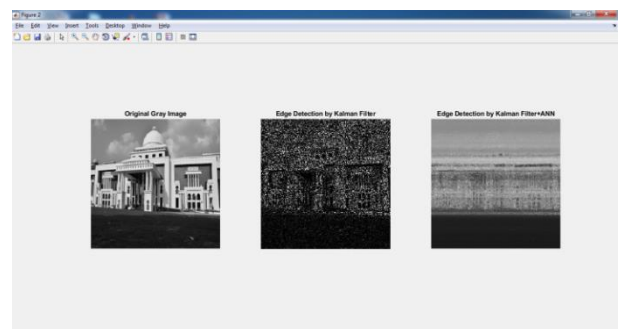 Figure 2
File Edit View Insert Tools Desktop Window Help
Original Gray Image
Edge Detection by Kalman Filter
Edge Detection by Kalman Filter+ANN